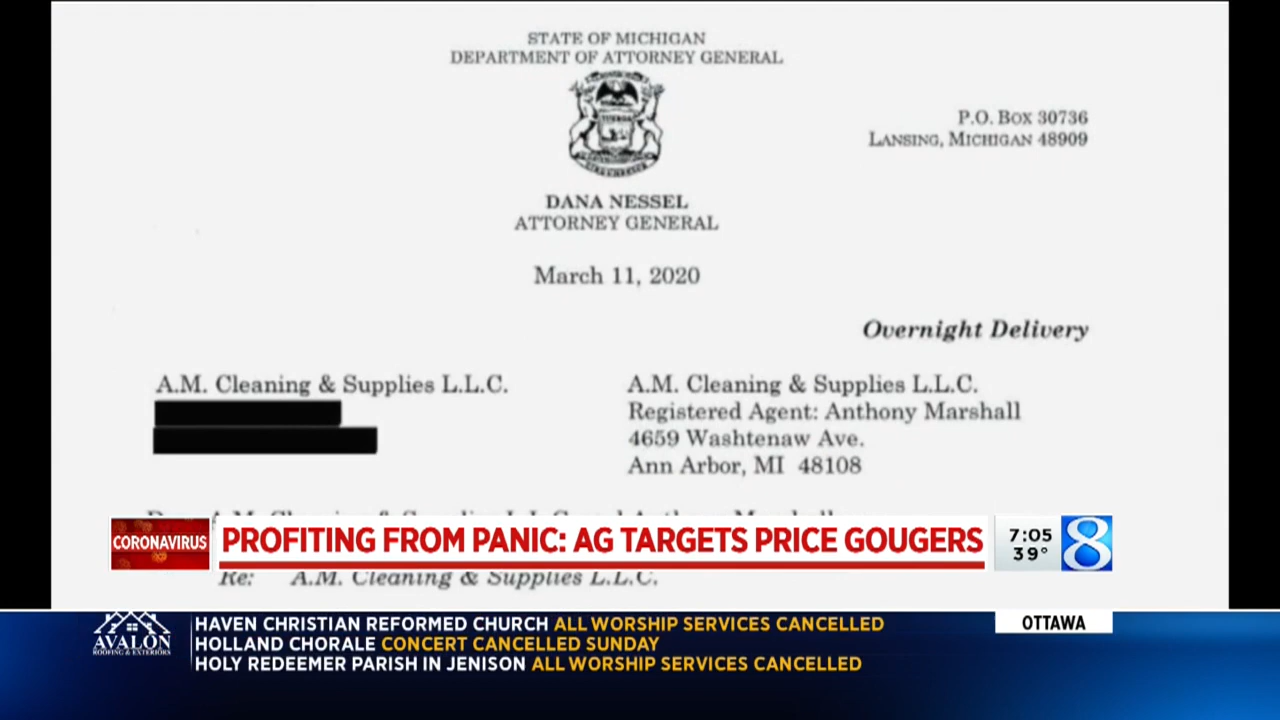 STATE OF MICHIGAN
DEPARTMENT OF ATTORNEY GENERAL
P.O. BOX 30736
LANSING, MICHIGAN 48909
DANA NESSEL
ATTORNEY GENERAL
March 11, 2020
Overnight Delivery
A.M. Cleaning & Supplies L.L.C.
A.M. Cleaning & Supplies L.L.C.
Registered Agent: Anthony Marshall
4659 Washtenaw Ave.
Ann Arbor, MI 48108
CORONAVIRUS
PROFITING FROM PANIC: AG TARGETS PRICE GOUGERS
7:05
39°
8
Re: A.M. Cleaning & Supplies L.L.C.
AVALON
ROOFING & EXTERIORS
HAVEN CHRISTIAN REFORMED CHURCH ALL WORSHIP SERVICES CANCELLED
HOLLAND CHORALE CONCERT CANCELLED SUNDAY
HOLY REDEEMER PARISH IN JENISON ALL WORSHIP SERVICES CANCELLED
OTTAWA